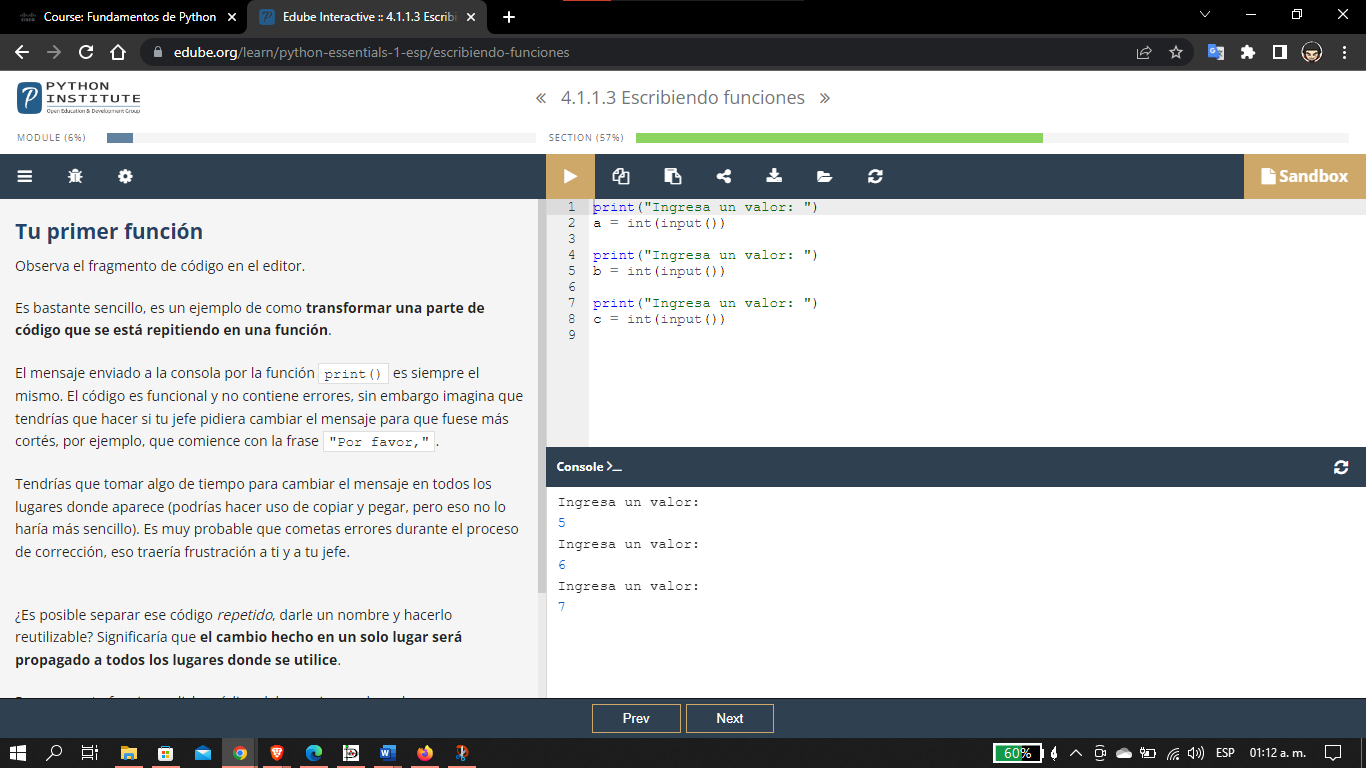 Course: Fundamentos de Python
Edube Interactive :: 4.1.1.3 Escribi
edube.org/learn/python-essentials-1-esp/escribiendo-funciones
PYTHON
INSTITUTE
Open Education & Development Group
« 4.1.1.3 Escribiendo funciones »
MODULE (6%)
SECTION (57%)
Sandbox
Tu primer función
Observa el fragmento de código en el editor.
Es bastante sencillo, es un ejemplo de como transformar una parte de
código que se está repitiendo en una función.
El mensaje enviado a la consola por la función print() es siempre el
mismo. El código es funcional y no contiene errores, sin embargo imagina que
tendrías que hacer si tu jefe pidiera cambiar el mensaje para que fuese más
cortés, por ejemplo, que comience con la frase "Por favor,".
Tendrías que tomar algo de tiempo para cambiar el mensaje en todos los
lugares donde aparece (podrías hacer uso de copiar y pegar, pero eso no lo
haría más sencillo). Es muy probable que cometas errores durante el proceso
de corrección, eso traería frustración a ti y a tu jefe.
¿Es posible separar ese código repetido, darle un nombre y hacerlo
reutilizable? Significaría que el cambio hecho en un solo lugar será
propagado a todos los lugares donde se utilice.
1 print("Ingresa un valor: ")
2 a = int(input())
3
4 print("Ingresa un valor: ")
5 b = int(input())
6
7 print("Ingresa un valor: ")
8 c = int(input())
9
Console >_
Ingresa un valor:
5
Ingresa un valor:
6
Ingresa un valor:
7
Prev
Next
60%
ESP
01:12 a. m.